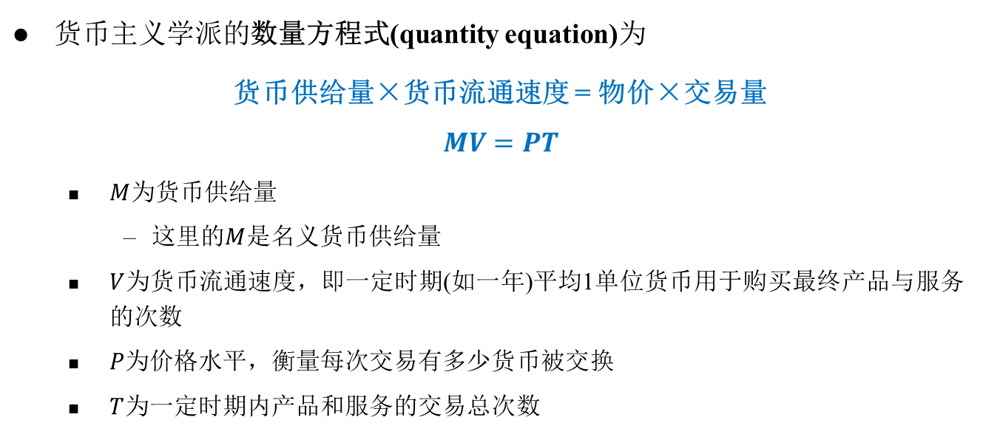 ● 货币主义学派的数量方程式(quantity equation)为
货币供给量×货币流通速度=物价×交易量
MV = PT
■ M为货币供给量
– 这里的M是名义货币供给量
■ V为货币流通速度，即一定时期(如一年)平均1单位货币用于购买最终产品与服务
的次数
■ P为价格水平，衡量每次交易有多少货币被交换
■ T为一定时期内产品和服务的交易总次数